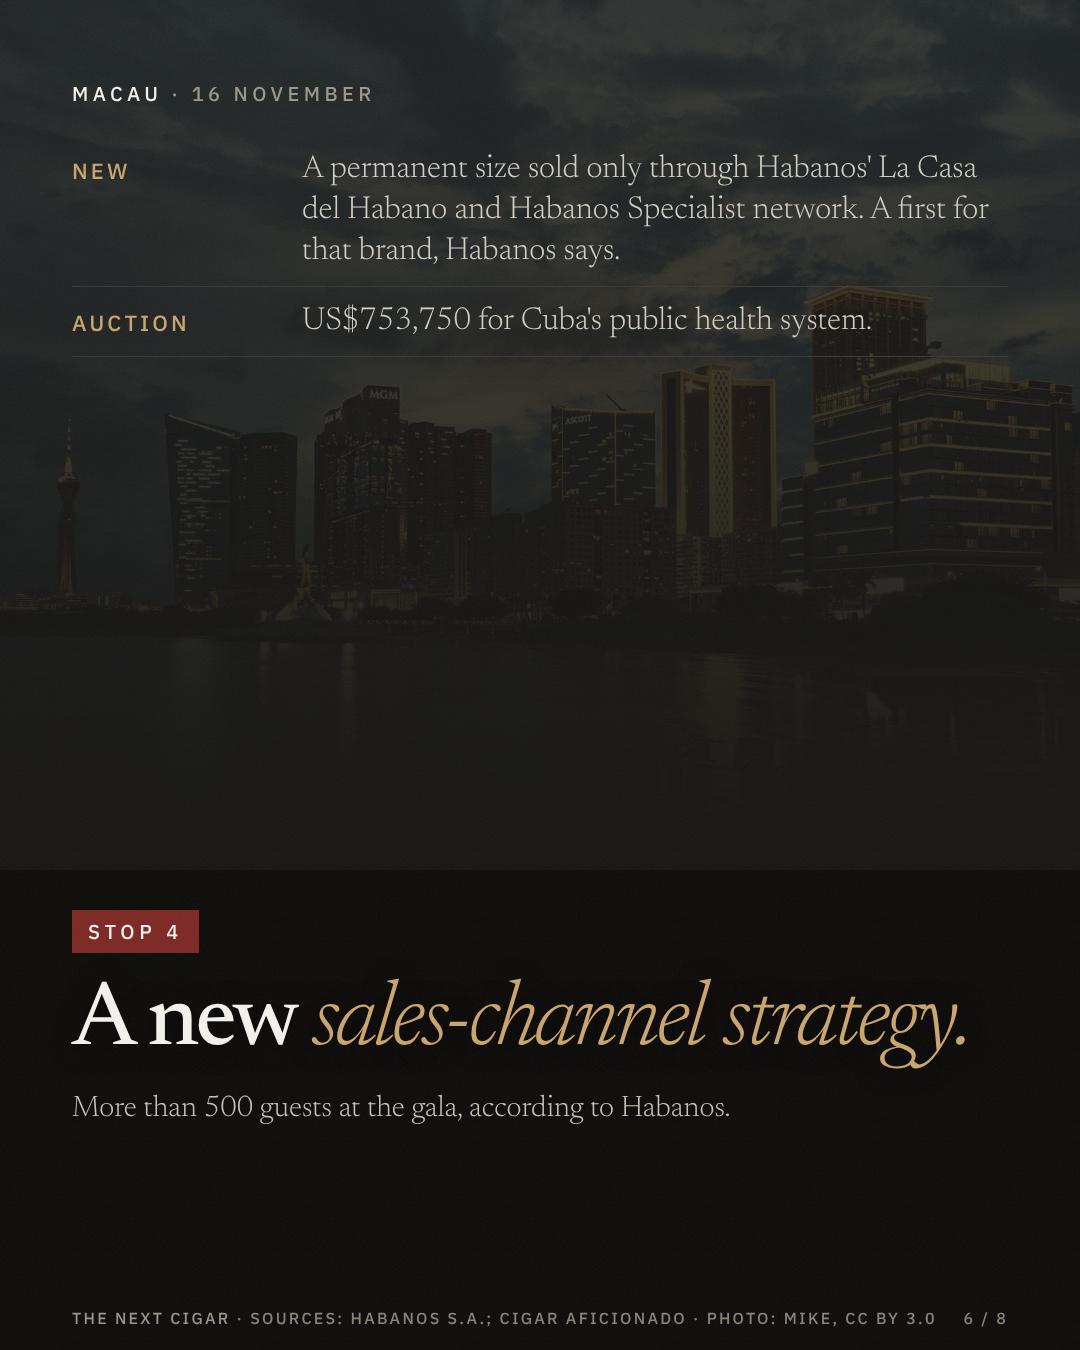 MACAU · 16 NOVEMBER
NEW
A permanent size sold only through Habanos' La Casa
del Habano and Habanos Specialist network. A first for
that brand, Habanos says.
AUCTION
US$753,750 for Cuba's public health system.
MGM
MGM
ASCOTT
STOP 4
A new sales-channel strategy.
More than 500 guests at the gala, according to Habanos.
THE NEXT CIGAR · SOURCES: HABANOS S.A.; CIGAR AFICIONADO · PHOTO: MIKE, CC BY 3.0 6 / 8